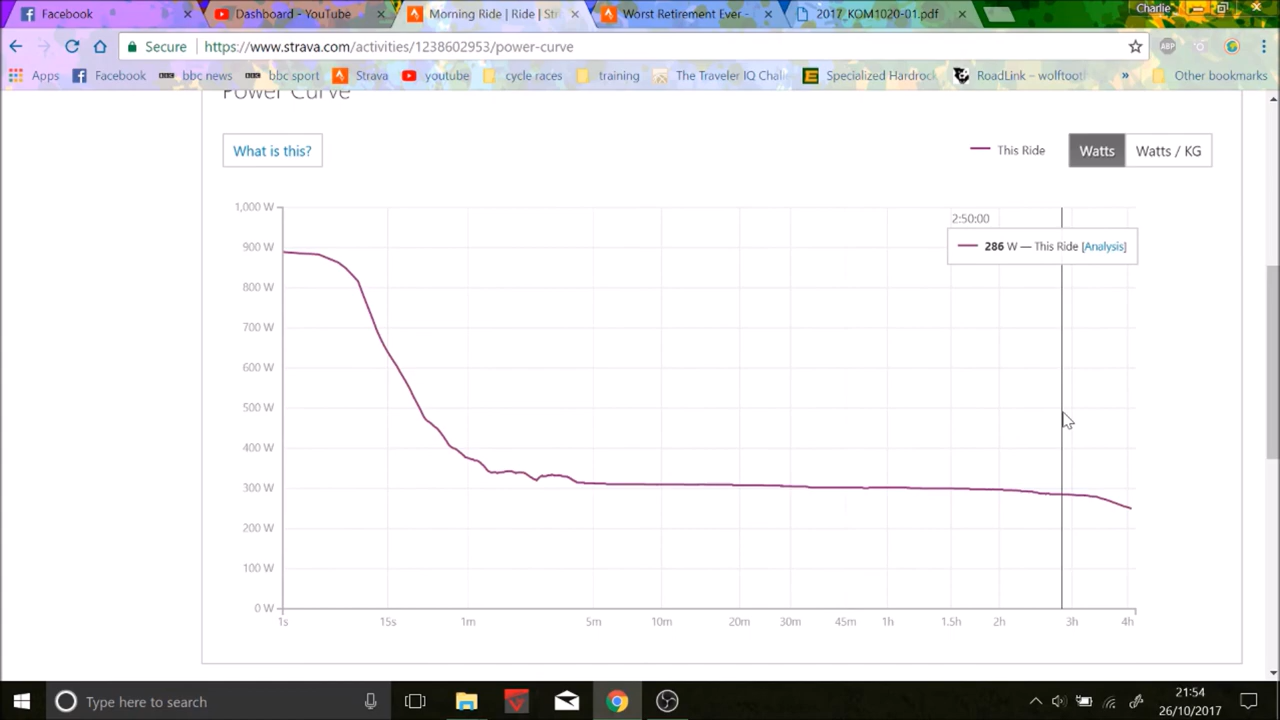 Facebook
Dashboard - YouTube
Morning Ride | Ride | Str
Worst Retirement Ever -
2017_KOM1020-01.pdf
Charlie
Secure
https://www.strava.com/activities/1238602953/power-curve
ABP
Apps
Facebook
bbc news
bbc sport
Strava
youtube
cycle races
training
The Traveler IQ Chall
Specialized Hardrock
RoadLink – wolftooth
»
Other bookmarks
Power Curve
What is this?
This Ride
Watts
Watts / KG
1,000 W
2:50:00
900 W
286 W — This Ride [Analysis]
800 W
700 W
600 W
500 W
400 W
300 W
200 W
100 W
0 W
1s 15s 1m 5m 10m 20m 30m 45m 1h 1.5h 2h 3h 4h
Type here to search
21:54
26/10/2017